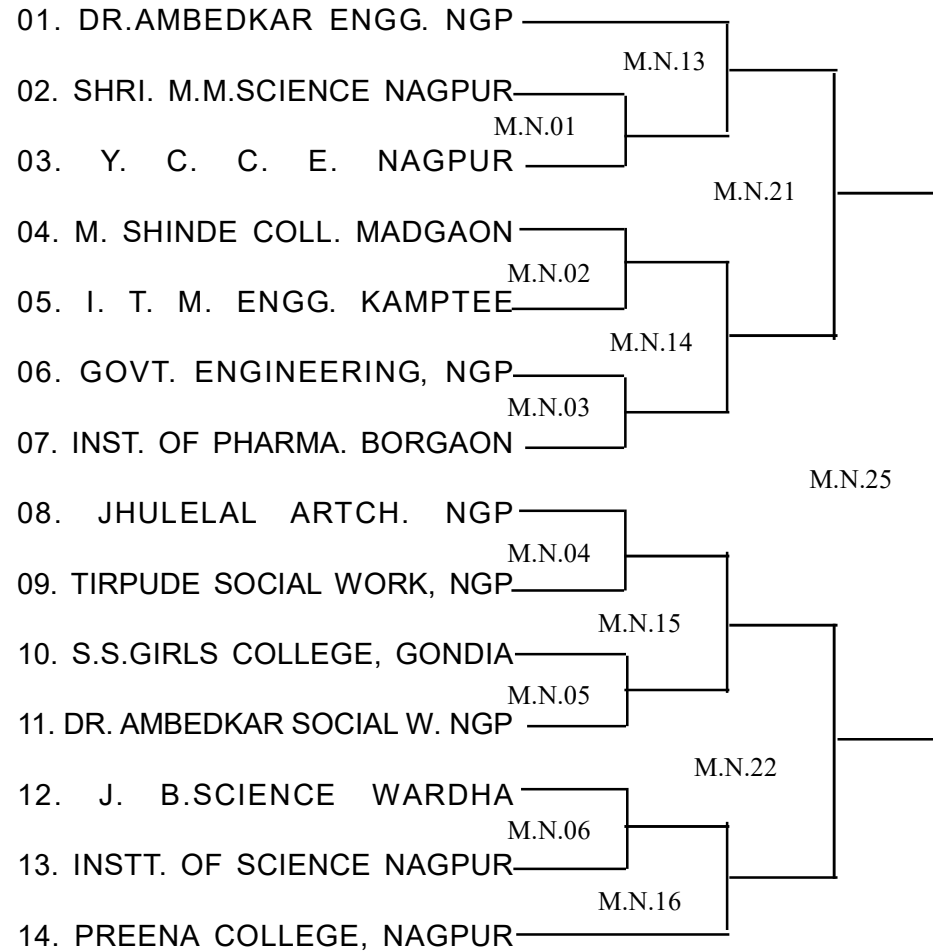 01. DR.AMBEDKAR ENGG. NGP
M.N.13
02. SHRI. M.M.SCIENCE NAGPUR
M.N.01
03. Y. C. C. E. NAGPUR
M.N.21
04. M. SHINDE COLL. MADGAON
M.N.02
05. I. T. M. ENGG. KAMPTEE
M.N.14
06. GOVT. ENGINEERING, NGP
M.N.03
07. INST. OF PHARMA. BORGAON
M.N.25
08. JHULELAL ARTCH. NGP
M.N.04
09. TIRPUDE SOCIAL WORK, NGP
M.N.15
10. S.S.GIRLS COLLEGE, GONDIA
M.N.05
11. DR. AMBEDKAR SOCIAL W. NGP
M.N.22
12. J. B.SCIENCE WARDHA
M.N.06
13. INSTT. OF SCIENCE NAGPUR
M.N.16
14. PREENA COLLEGE, NAGPUR